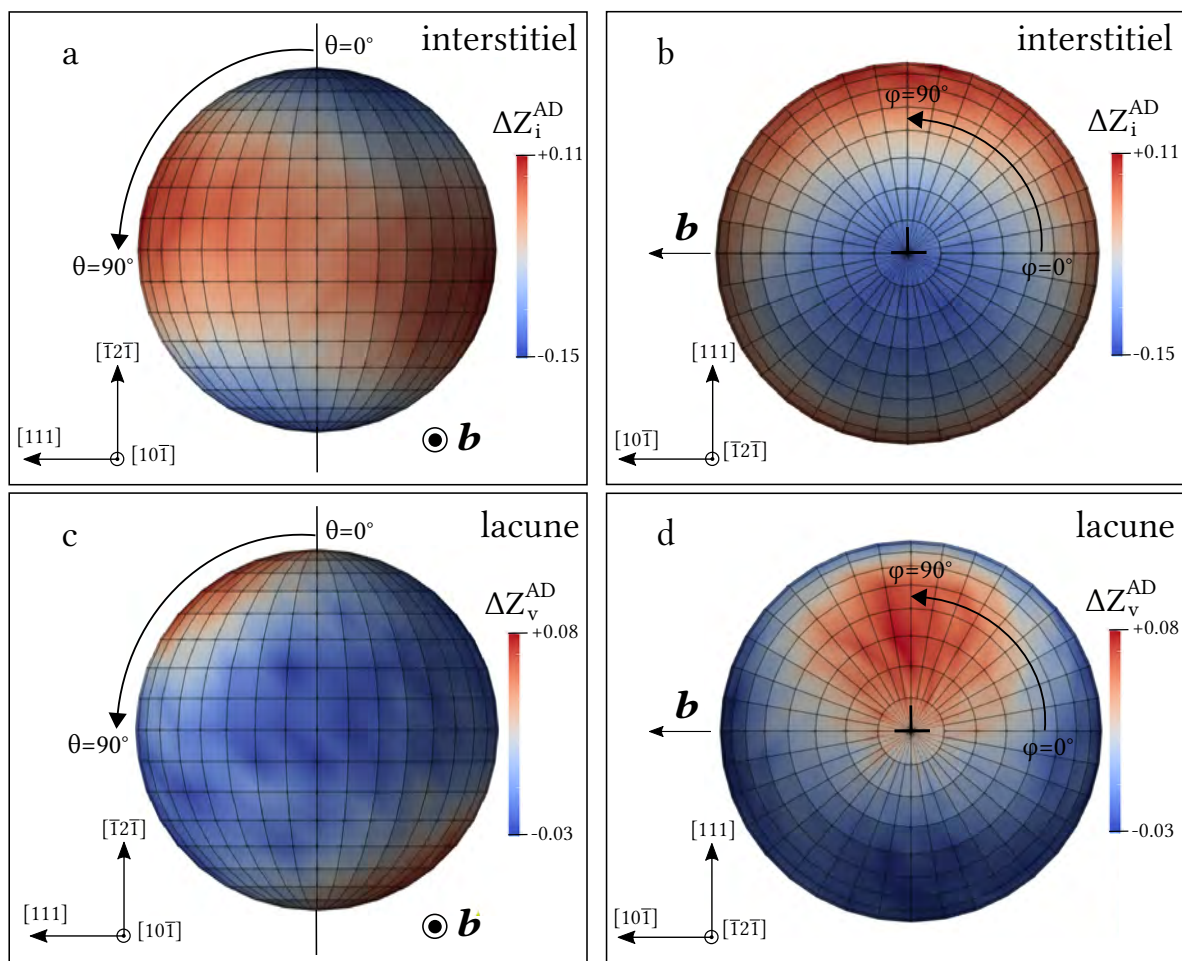 a
θ=0°
interstitiel
ΔZ_i^AD
+0.11
-0.15
θ=90°
[1̅21̅]
[111]
[101̅]
b
b
interstitiel
φ=90°
ΔZ_i^AD
+0.11
-0.15
b
φ=0°
[111]
[101̅]
[1̅21̅]
c
θ=0°
lacune
ΔZ_v^AD
+0.08
-0.03
θ=90°
[1̅21̅]
[111]
[101̅]
b
d
lacune
φ=90°
ΔZ_v^AD
+0.08
-0.03
b
φ=0°
[111]
[101̅]
[1̅21̅]